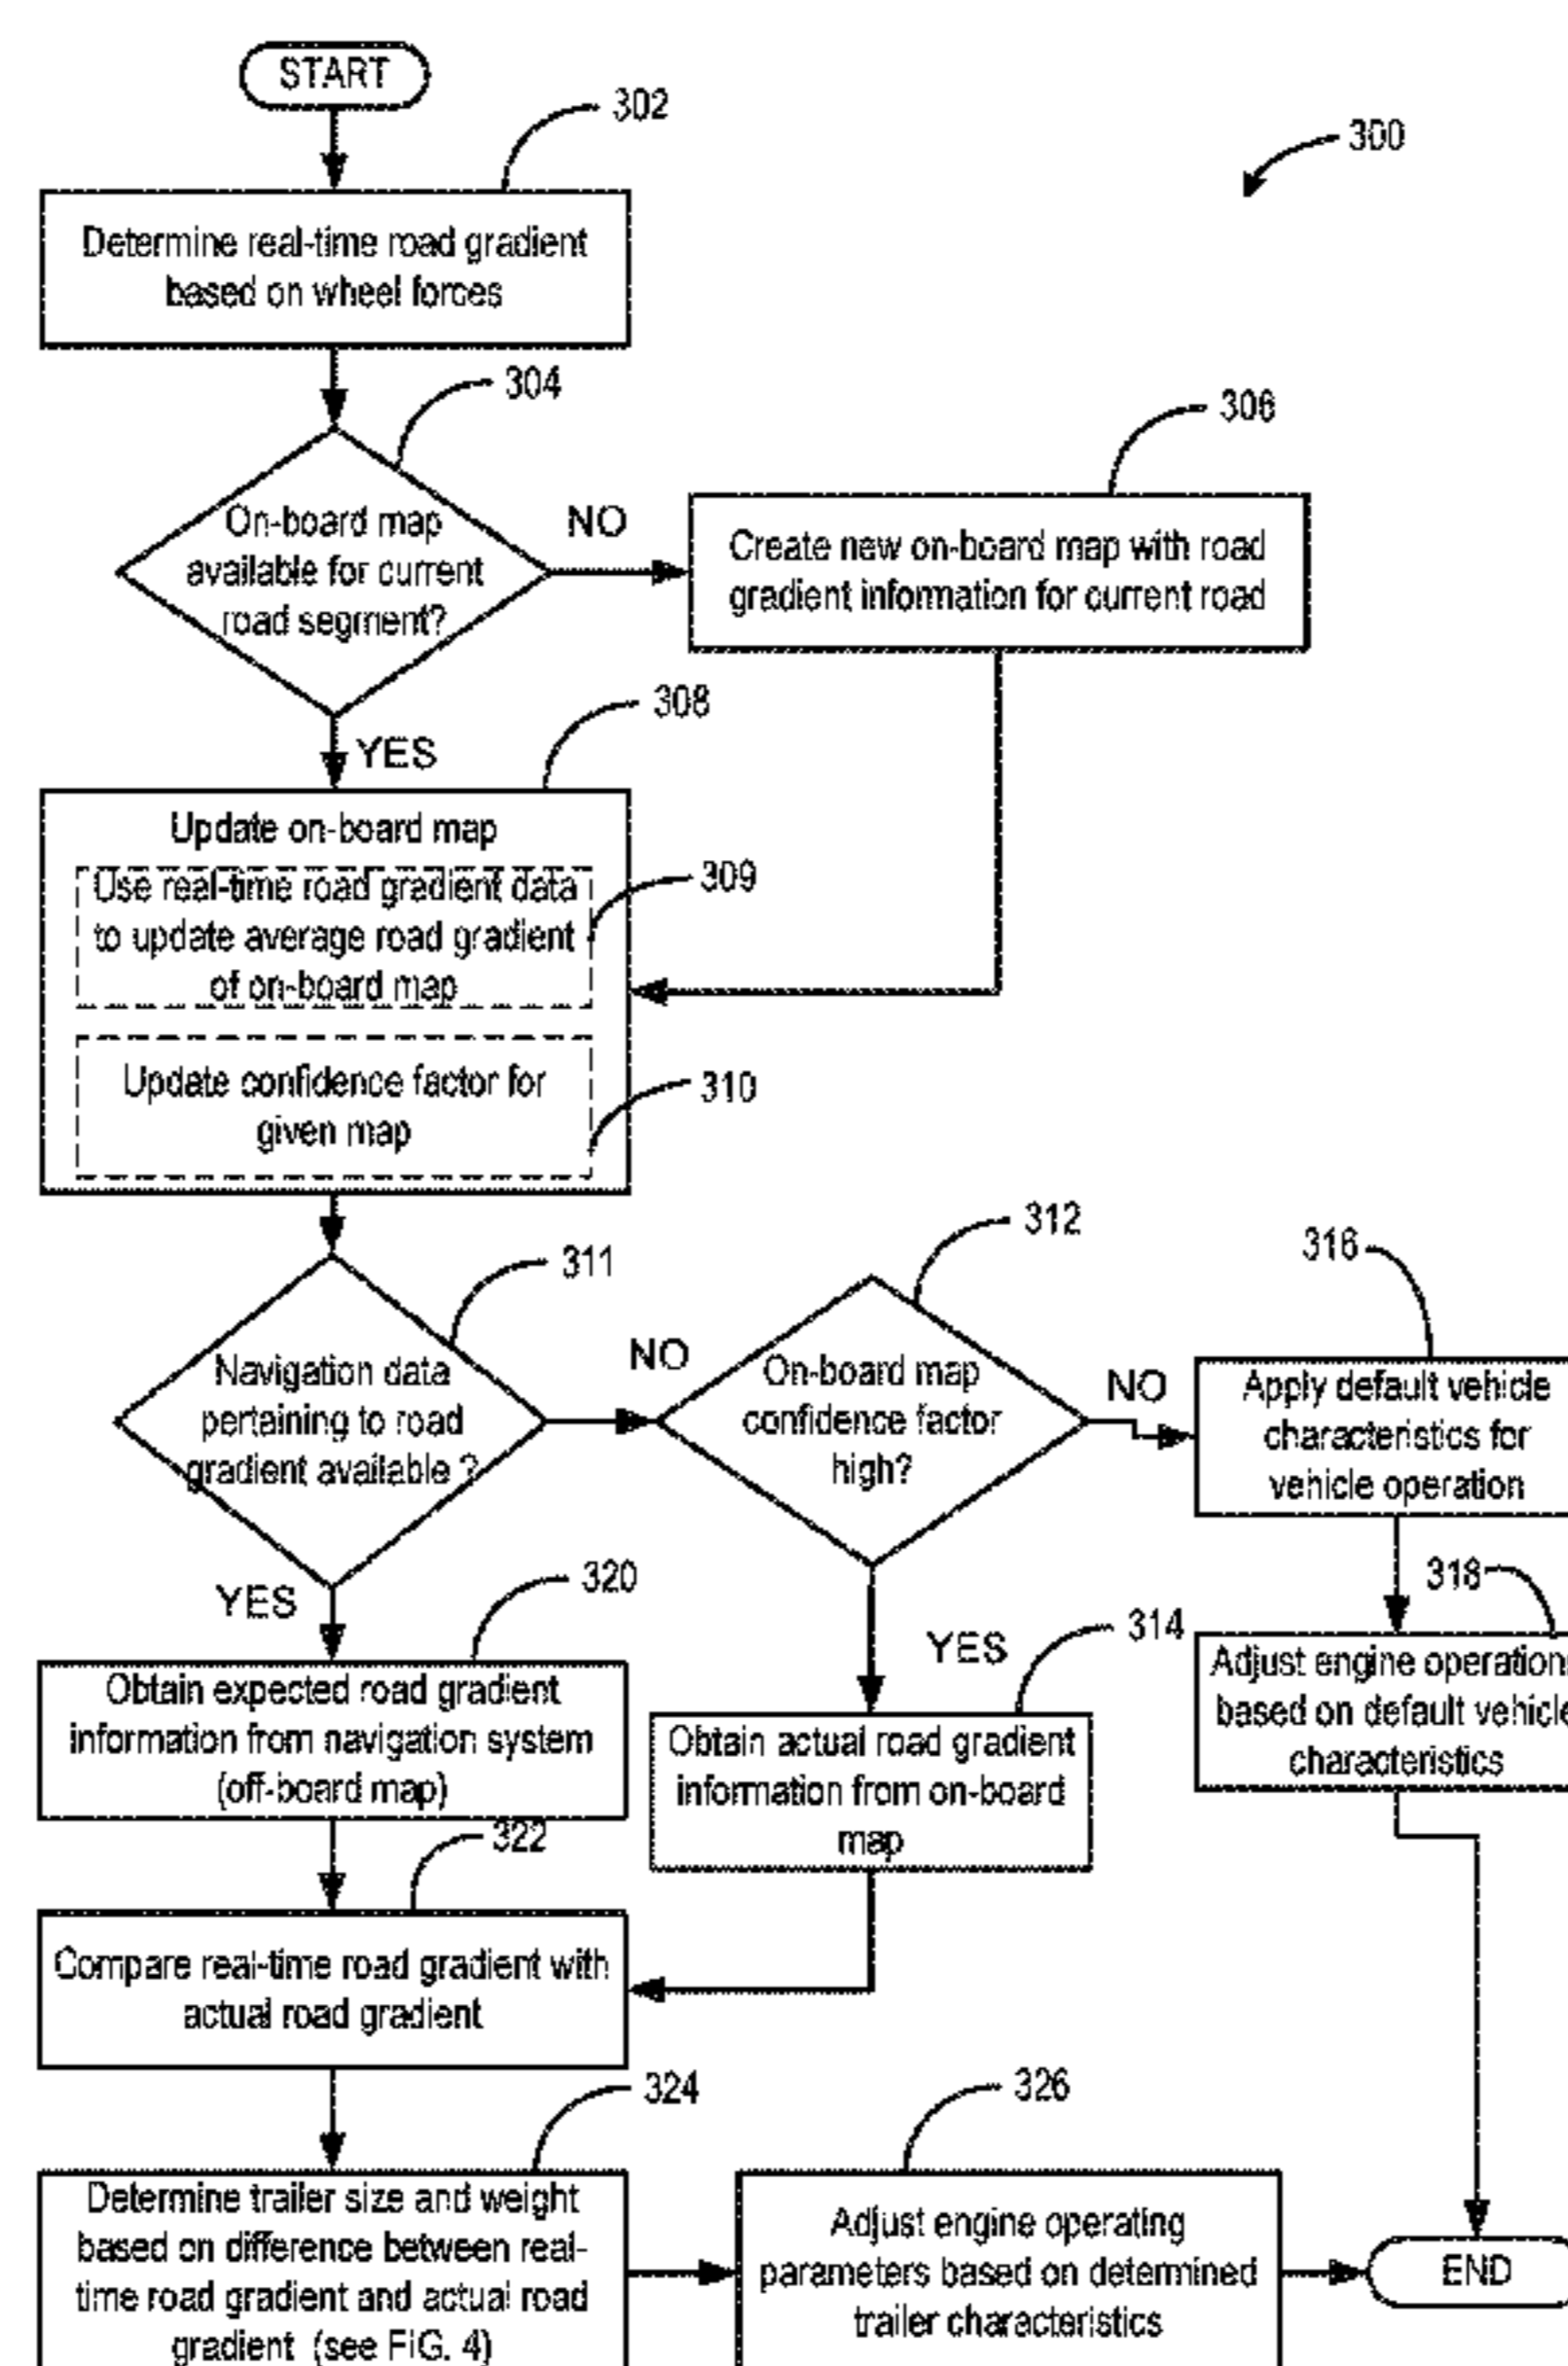 START
302
300
Determine real-time road gradient
based on wheel forces
304
306
On-board map
available for current
road segment?
NO
Create new on-board map with road
gradient information for current road
308
YES
Update on-board map
309
Use real-time road gradient data
to update average road gradient
of on-board map
310
Update confidence factor for
given map
312
311
316
Navigation data
pertaining to road
gradient available ?
NO
On-board map
confidence factor
high?
NO
Apply default vehicle
characteristics for
vehicle operation
320
YES
318
314
YES
Obtain expected road gradient
information from navigation system
(off-board map)
Obtain actual road gradient
information from on-board
map
Adjust engine operation
based on default vehicle
characteristics
322
Compare real-time road gradient with
actual road gradient
324
326
Determine trailer size and weight
based on difference between real-
time road gradient and actual road
gradient (see FIG. 4)
Adjust engine operating
parameters based on determined
trailer characteristics
END